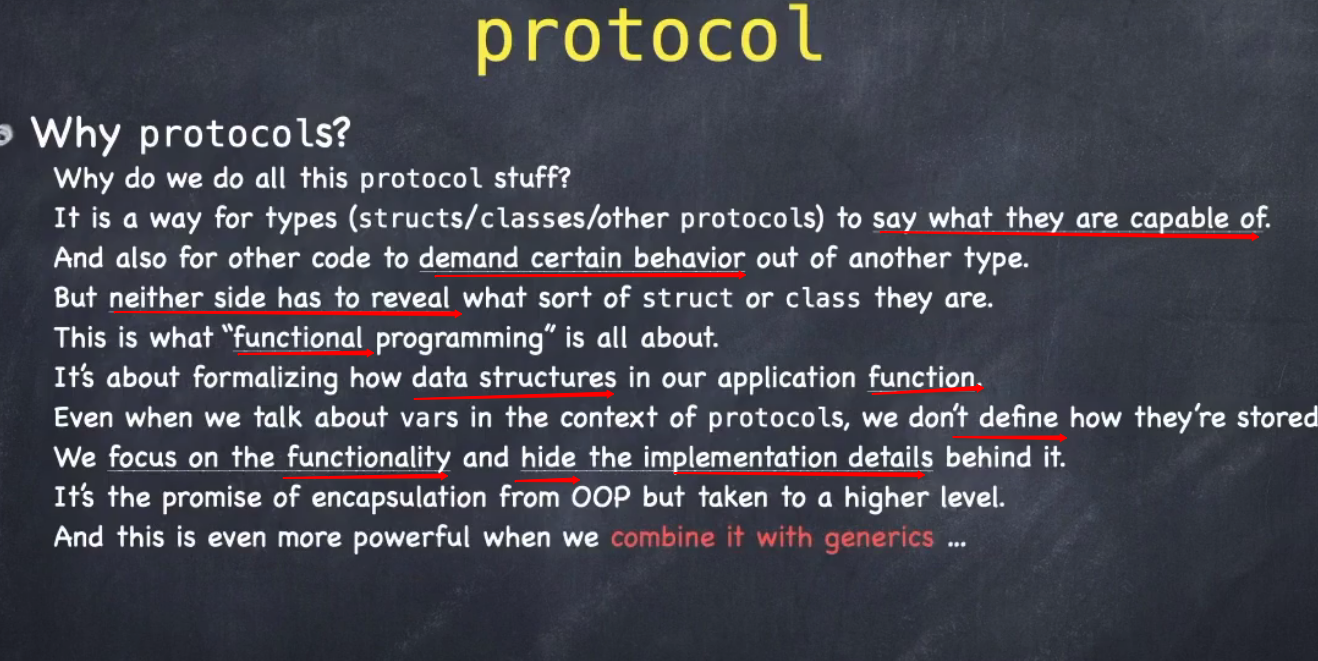 protocol
Why protocols?
Why do we do all this protocol stuff?
It is a way for types (structs/classes/other protocols) to say what they are capable of.
And also for other code to demand certain behavior out of another type.
But neither side has to reveal what sort of struct or class they are.
This is what “functional programming” is all about.
It’s about formalizing how data structures in our application function.
Even when we talk about vars in the context of protocols, we don’t define how they’re stored
We focus on the functionality and hide the implementation details behind it.
It’s the promise of encapsulation from OOP but taken to a higher level.
And this is even more powerful when we combine it with generics ...